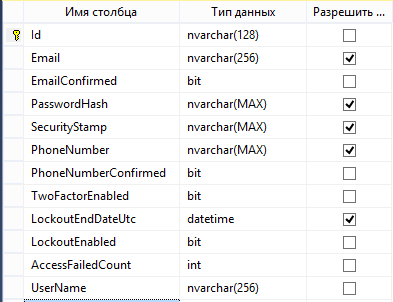 Имя столбца Тип данных Разрешить ...
Id nvarchar(128)
Email nvarchar(256)
EmailConfirmed bit
PasswordHash nvarchar(MAX)
SecurityStamp nvarchar(MAX)
PhoneNumber nvarchar(MAX)
PhoneNumberConfirmed bit
TwoFactorEnabled bit
LockoutEndDateUtc datetime
LockoutEnabled bit
AccessFailedCount int
UserName nvarchar(256)